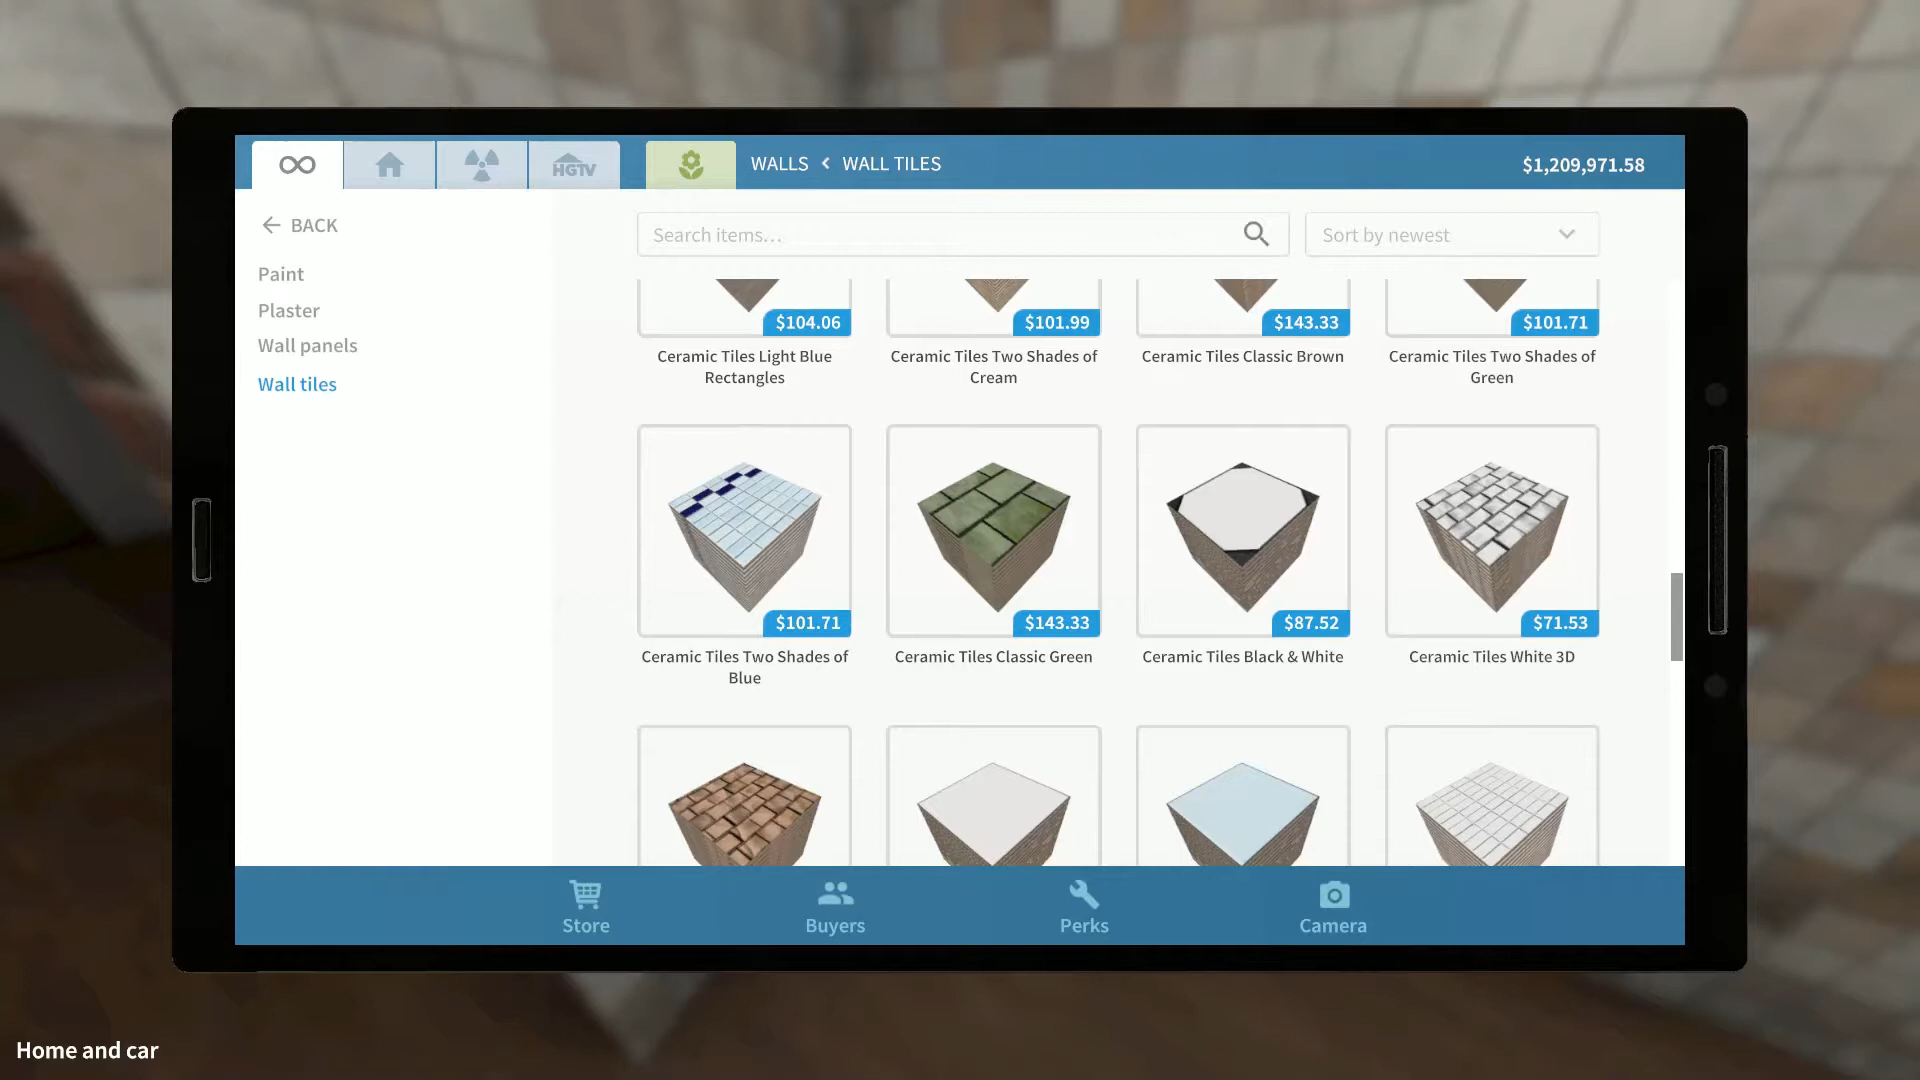 HGTV
WALLS < WALL TILES
$1,209,971.58
← BACK
Search items...
Sort by newest
Paint
Plaster
Wall panels
Wall tiles
$104.06
$101.99
$143.33
$101.71
Ceramic Tiles Light Blue
Rectangles
Ceramic Tiles Two Shades of
Cream
Ceramic Tiles Classic Brown
Ceramic Tiles Two Shades of
Green
$101.71
$143.33
$87.52
$71.53
Ceramic Tiles Two Shades of
Blue
Ceramic Tiles Classic Green
Ceramic Tiles Black & White
Ceramic Tiles White 3D
Store
Buyers
Perks
Camera
Home and car